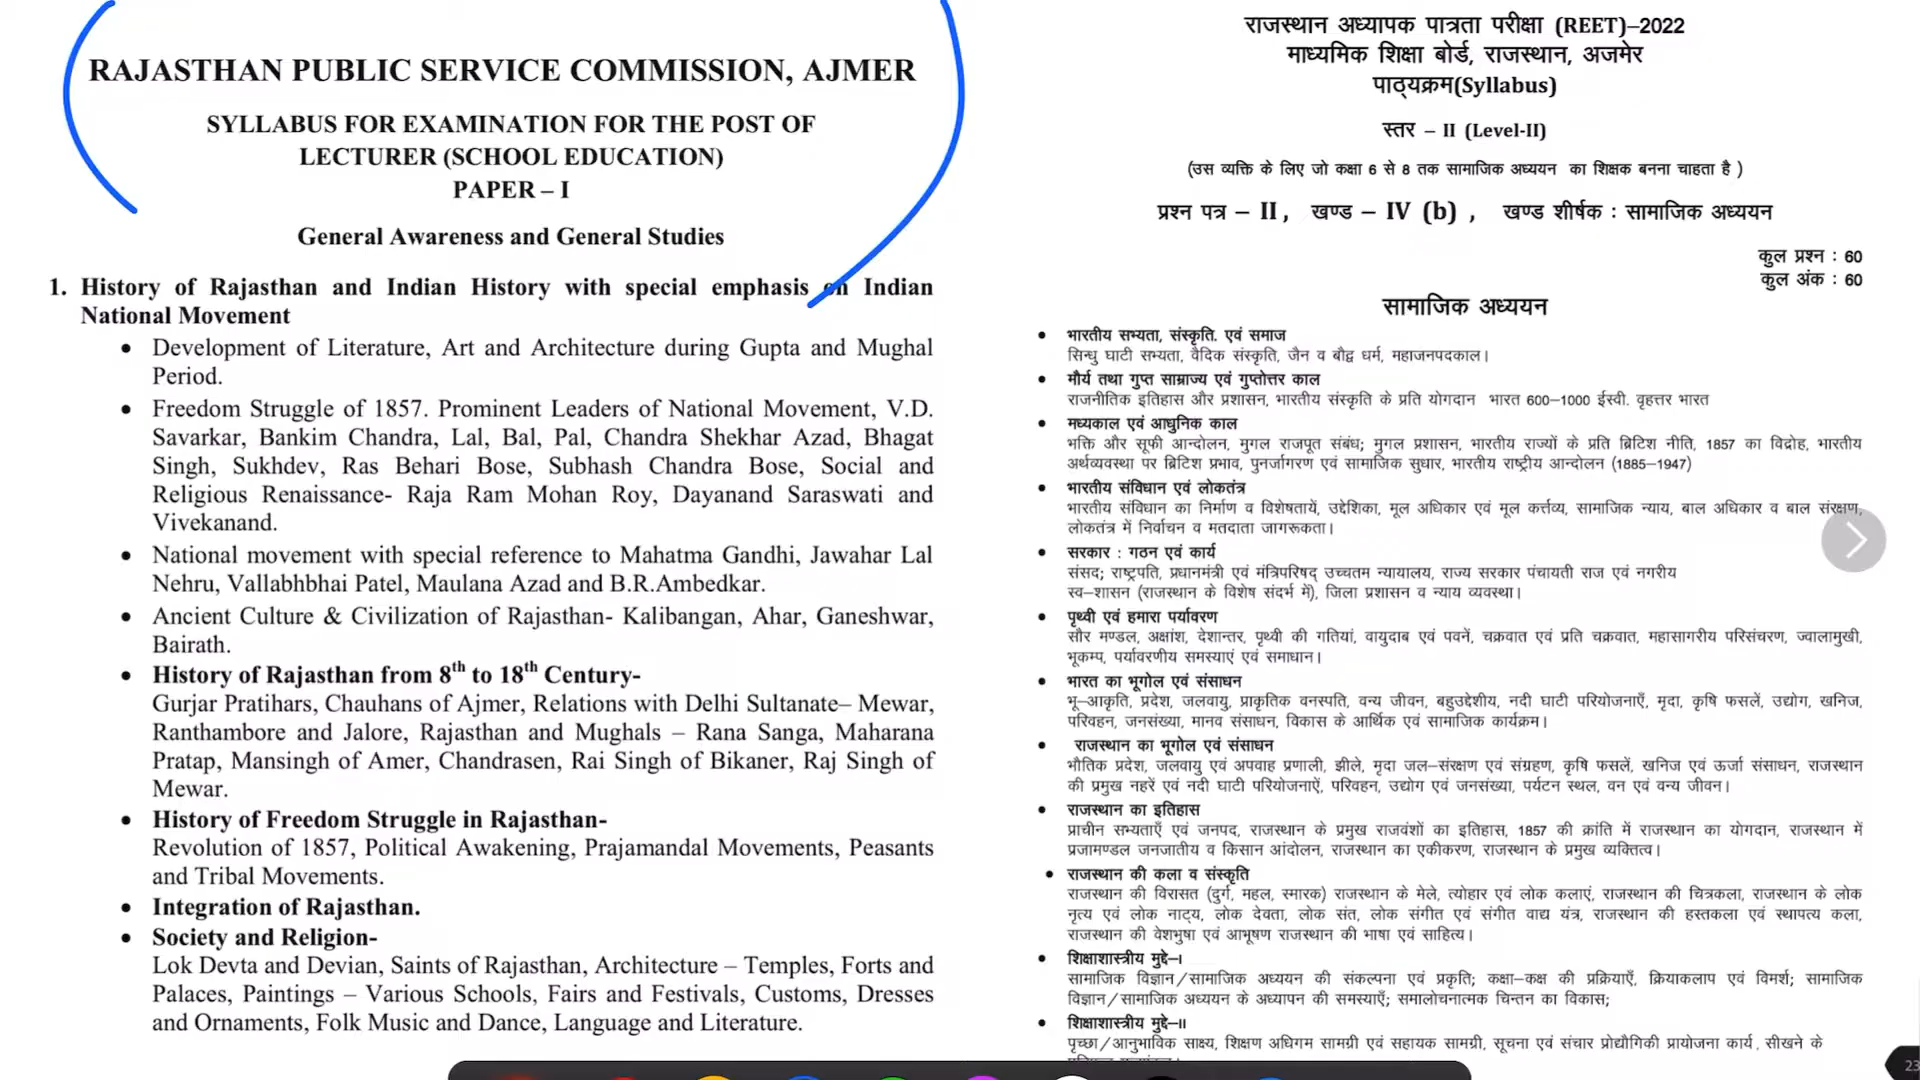 RAJASTHAN PUBLIC SERVICE COMMISSION, AJMER
SYLLABUS FOR EXAMINATION FOR THE POST OF
LECTURER (SCHOOL EDUCATION)
PAPER – I
General Awareness and General Studies
1. History of Rajasthan and Indian History with special emphasis on Indian
National Movement
• Development of Literature, Art and Architecture during Gupta and Mughal
Period.
• Freedom Struggle of 1857. Prominent Leaders of National Movement, V.D.
Savarkar, Bankim Chandra, Lal, Bal, Pal, Chandra Shekhar Azad, Bhagat
Singh, Sukhdev, Ras Behari Bose, Subhash Chandra Bose, Social and
Religious Renaissance- Raja Ram Mohan Roy, Dayanand Saraswati and
Vivekanand.
• National movement with special reference to Mahatma Gandhi, Jawahar Lal
Nehru, Vallabhbhai Patel, Maulana Azad and B.R.Ambedkar.
• Ancient Culture & Civilization of Rajasthan- Kalibangan, Ahar, Ganeshwar,
Bairath.
• History of Rajasthan from 8th to 18th Century-
Gurjar Pratihars, Chauhans of Ajmer, Relations with Delhi Sultanate– Mewar,
Ranthambore and Jalore, Rajasthan and Mughals – Rana Sanga, Maharana
Pratap, Mansingh of Amer, Chandrasen, Rai Singh of Bikaner, Raj Singh of
Mewar.
• History of Freedom Struggle in Rajasthan-
Revolution of 1857, Political Awakening, Prajamandal Movements, Peasants
and Tribal Movements.
• Integration of Rajasthan.
• Society and Religion-
Lok Devta and Devian, Saints of Rajasthan, Architecture – Temples, Forts and
Palaces, Paintings – Various Schools, Fairs and Festivals, Customs, Dresses
and Ornaments, Folk Music and Dance, Language and Literature.
राजस्थान अध्यापक पात्रता परीक्षा (REET)–2022
माध्यमिक शिक्षा बोर्ड, राजस्थान, अजमेर
पाठ्यक्रम(Syllabus)
स्तर – II (Level-II)
(उस व्यक्ति के लिए जो कक्षा 6 से 8 तक सामाजिक अध्ययन का शिक्षक बनना चाहता है )
प्रश्न पत्र – II , खण्ड – IV (b) , खण्ड शीर्षक : सामाजिक अध्ययन
कुल प्रश्न : 60
कुल अंक : 60
सामाजिक अध्ययन
• भारतीय सभ्यता, संस्कृति. एवं समाज
सिन्धु घाटी सभ्यता, वैदिक संस्कृति, जैन व बौद्व धर्म, महाजनपदकाल।
• मौर्य तथा गुप्त साम्राज्य एवं गुप्तोत्तर काल
राजनीतिक इतिहास और प्रशासन, भारतीय संस्कृति के प्रति योगदान भारत 600–1000 ईस्वी. वृहत्तर भारत
• मध्यकाल एवं आधुनिक काल
भक्ति और सूफी आन्दोलन, मुगल राजपूत संबंध; मुगल प्रशासन, भारतीय राज्यों के प्रति ब्रिटिश नीति, 1857 का विद्रोह, भारतीय
अर्थव्यवस्था पर ब्रिटिश प्रभाव, पुनर्जागरण एवं सामाजिक सुधार, भारतीय राष्ट्रीय आन्दोलन (1885–1947)
• भारतीय संविधान एवं लोकतंत्र
भारतीय संविधान का निर्माण व विशेषतायें, उद्देशिका, मूल अधिकार एवं मूल कर्त्तव्य, सामाजिक न्याय, बाल अधिकार व बाल संरक्षण,
लोकतंत्र में निर्वाचन व मतदाता जागरूकता।
• सरकार : गठन एवं कार्य
संसद; राष्ट्रपति, प्रधानमंत्री एवं मंत्रिपरिषद् उच्चतम न्यायालय, राज्य सरकार पंचायती राज एवं नगरीय
स्व–शासन (राजस्थान के विशेष संदर्भ में), जिला प्रशासन व न्याय व्यवस्था।
• पृथ्वी एवं हमारा पर्यावरण
सौर मण्डल, अक्षांश, देशान्तर, पृथ्वी की गतियां, वायुदाब एवं पवनें, चक्रवात एवं प्रति चक्रवात, महासागरीय परिसंचरण, ज्वालामुखी,
भूकम्प, पर्यावरणीय समस्याएं एवं समाधान।
• भारत का भूगोल एवं संसाधन
भू–आकृति, प्रदेश, जलवायु, प्राकृतिक वनस्पति, वन्य जीवन, बहुउद्देशीय, नदी घाटी परियोजनाएँ, मृदा, कृषि फसलें, उद्योग, खनिज,
परिवहन, जनसंख्या, मानव संसाधन, विकास के आर्थिक एवं सामाजिक कार्यक्रम।
• राजस्थान का भूगोल एवं संसाधन
भौतिक प्रदेश, जलवायु एवं अपवाह प्रणाली, झीले, मृदा जल–संरक्षण एवं संग्रहण, कृषि फसलें, खनिज एवं ऊर्जा संसाधन, राजस्थान
की प्रमुख नहरें एवं नदी घाटी परियोजनाऐं, परिवहन, उद्योग एवं जनसंख्या, पर्यटन स्थल, वन एवं वन्य जीवन।
• राजस्थान का इतिहास
प्राचीन सभ्यताएँ एवं जनपद, राजस्थान के प्रमुख राजवंशों का इतिहास, 1857 की क्रांति में राजस्थान का योगदान, राजस्थान में
प्रजामण्डल जनजातीय व किसान आंदोलन, राजस्थान का एकीकरण, राजस्थान के प्रमुख व्यक्तित्व।
• राजस्थान की कला व संस्कृति
राजस्थान की विरासत (दुर्ग, महल, स्मारक) राजस्थान के मेले, त्योहार एवं लोक कलाएं, राजस्थान की चित्रकला, राजस्थान के लोक
नृत्य एवं लोक नाट्य, लोक देवता, लोक संत, लोक संगीत एवं संगीत वाद्य यंत्र, राजस्थान की हस्तकला एवं स्थापत्य कला,
राजस्थान की वेशभुषा एवं आभूषण राजस्थान की भाषा एवं साहित्य।
• शिक्षाशास्त्रीय मुद्दे–I
सामाजिक विज्ञान/सामाजिक अध्ययन की संकल्पना एवं प्रकृति; कक्षा–कक्ष की प्रक्रियाएँ, क्रियाकलाप एवं विमर्श; सामाजिक
विज्ञान/सामाजिक अध्ययन के अध्यापन की समस्याएँ; समालोचनात्मक चिन्तन का विकास;
• शिक्षाशास्त्रीय मुद्दे–II
पृच्छा/आनुभाविक साक्ष्य, शिक्षण अधिगम सामग्री एवं सहायक सामग्री, सूचना एवं संचार प्रोद्यौगिकी प्रायोजना कार्य, सीखने के
23